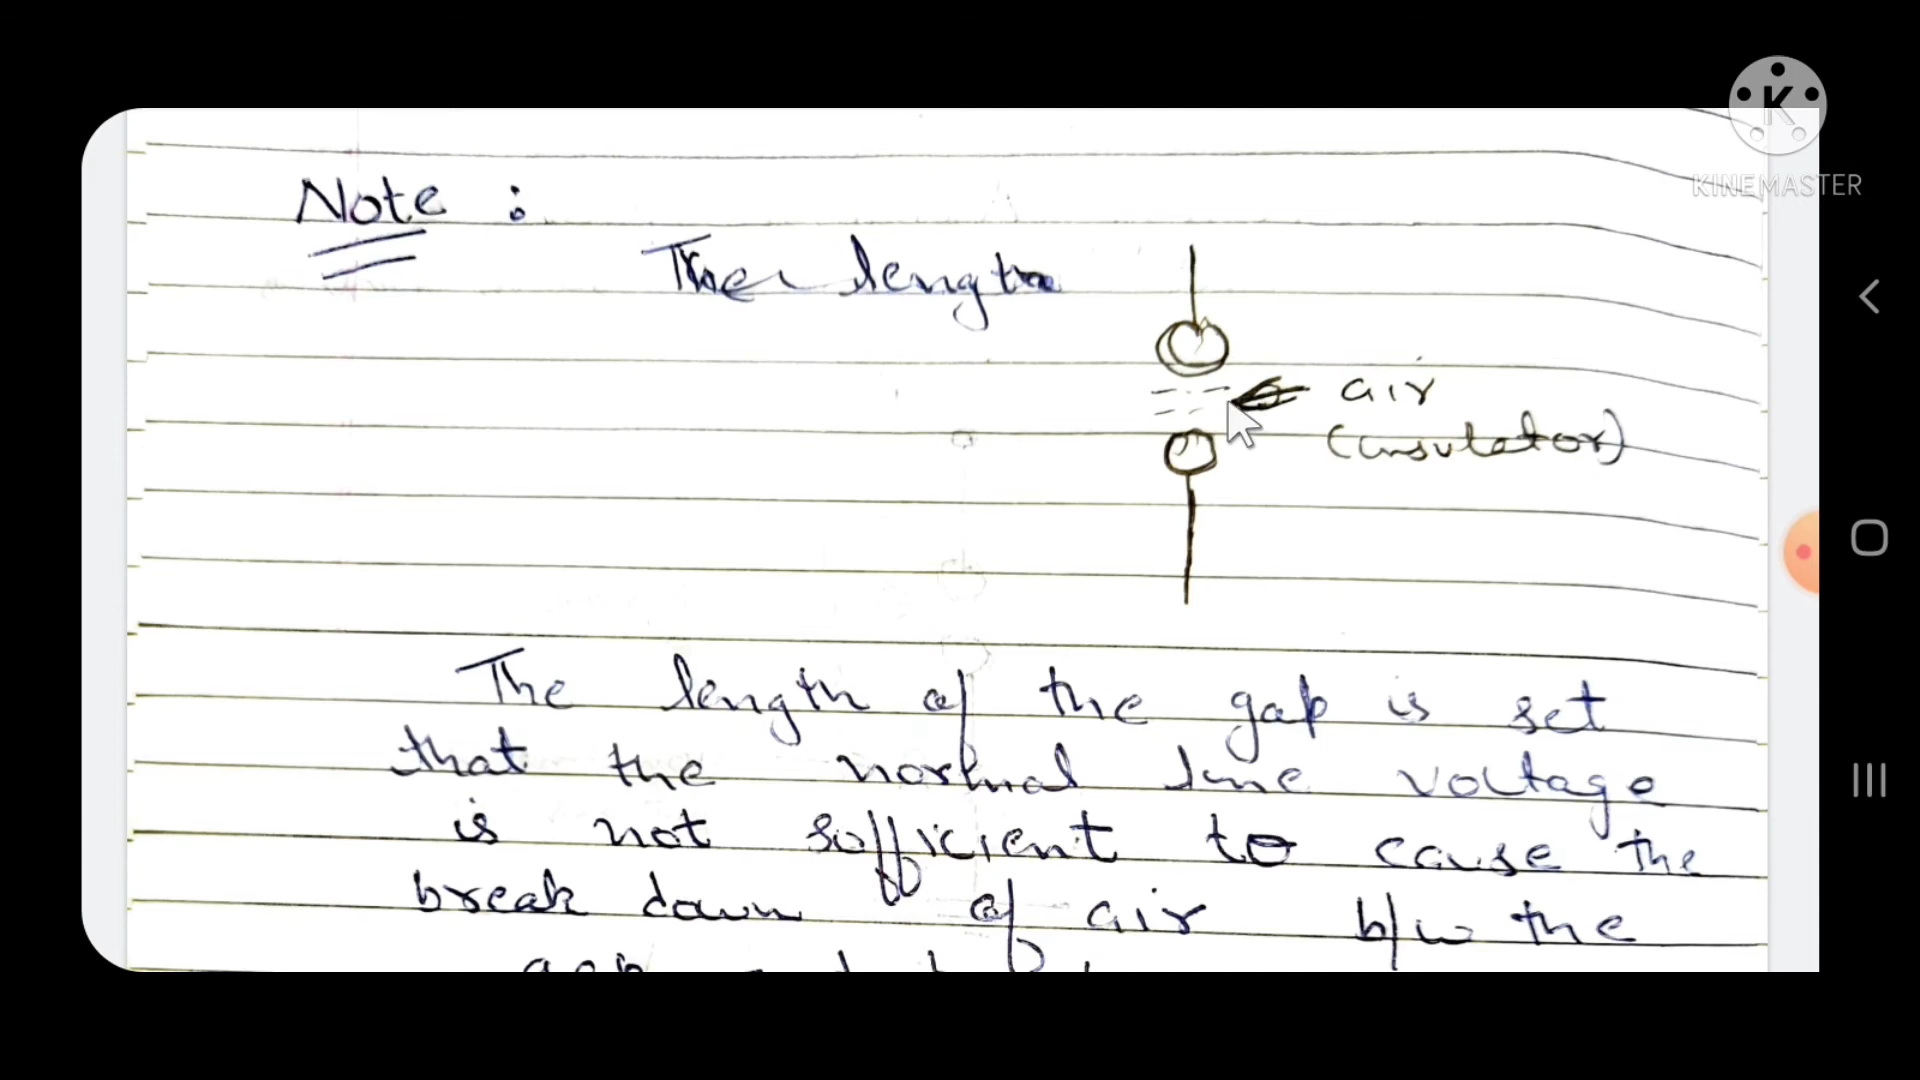 KINEMASTER
Note :
The length
air
(insulator)
The length of the gap is set
that the normal line voltage
is not sufficient to cause the
break down of air b/w the